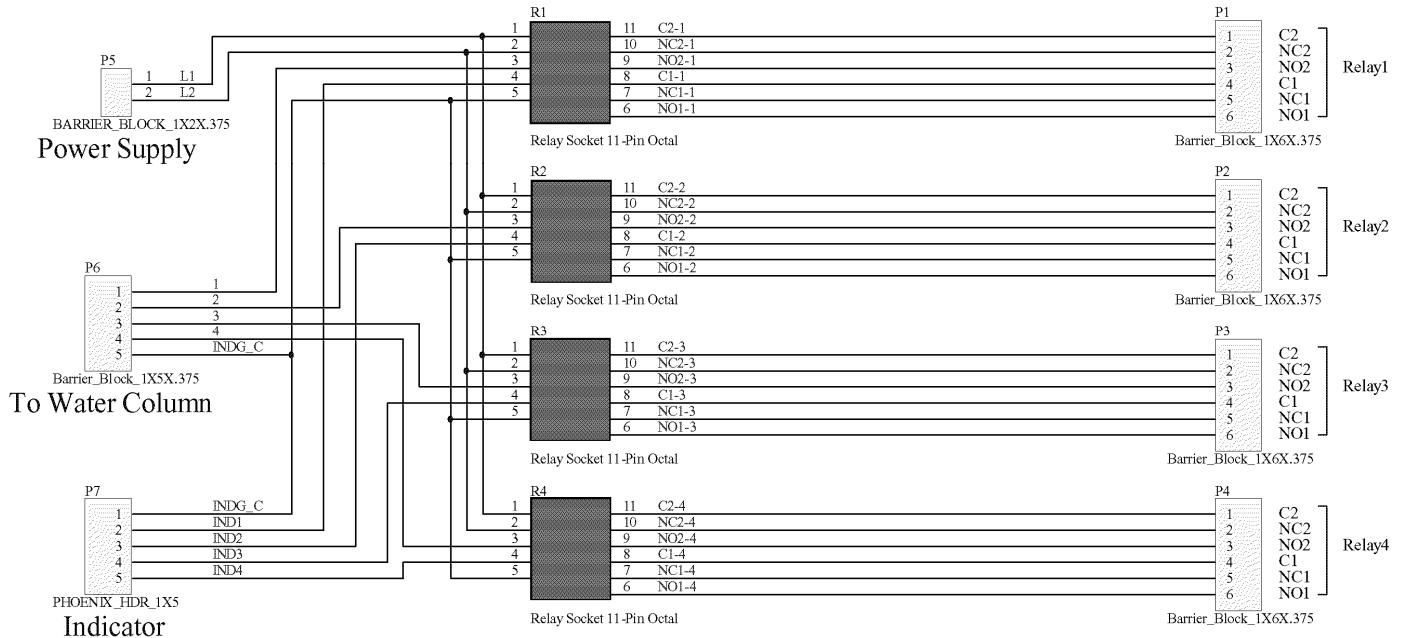 R1
P1
1 11 C2-1 1 C2
2 10 NC2-1 2 NC2
3 9 NO2-1 3 NO2 Relay1
4 8 C1-1 4 C1
5 7 NC1-1 5 NC1
6 NO1-1 6 NO1
Relay Socket 11-Pin Octal
Barrier_Block_1X6X.375
P5
1 L1
2 L2
BARRIER_BLOCK_1X2X.375
Power Supply
R2
P2
1 11 C2-2 1 C2
2 10 NC2-2 2 NC2
3 9 NO2-2 3 NO2 Relay2
4 8 C1-2 4 C1
5 7 NC1-2 5 NC1
6 NO1-2 6 NO1
Relay Socket 11-Pin Octal
Barrier_Block_1X6X.375
P6
1 1
2 2
3 3
4 4
5 INDG_C
Barrier_Block_1X5X.375
To Water Column
R3
P3
1 11 C2-3 1 C2
2 10 NC2-3 2 NC2
3 9 NO2-3 3 NO2 Relay3
4 8 C1-3 4 C1
5 7 NC1-3 5 NC1
6 NO1-3 6 NO1
Relay Socket 11-Pin Octal
Barrier_Block_1X6X.375
P7
1 INDG_C
2 IND1
3 IND2
4 IND3
5 IND4
PHOENIX_HDR_1X5
Indicator
R4
P4
1 11 C2-4 1 C2
2 10 NC2-4 2 NC2
3 9 NO2-4 3 NO2 Relay4
4 8 C1-4 4 C1
5 7 NC1-4 5 NC1
6 NO1-4 6 NO1
Relay Socket 11-Pin Octal
Barrier_Block_1X6X.375